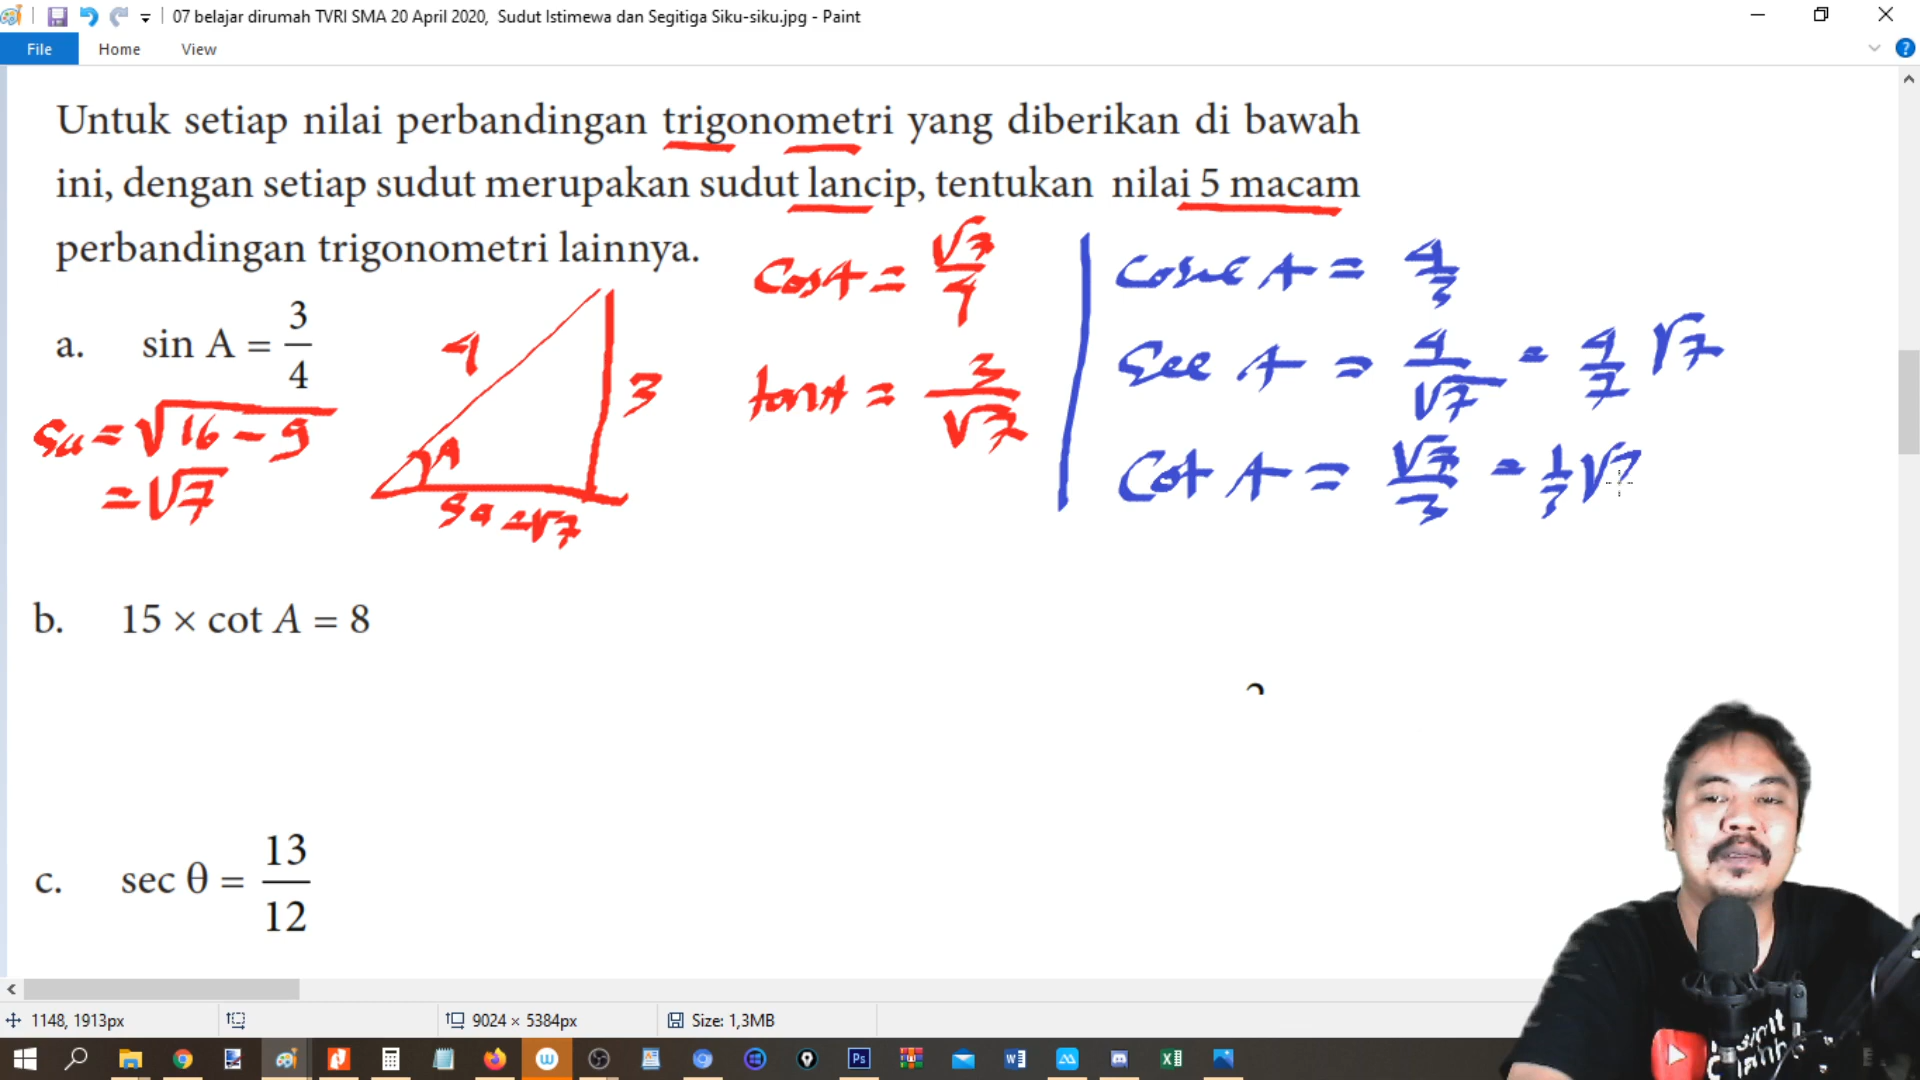 07 belajar dirumah TVRI SMA 20 April 2020, Sudut Istimewa dan Segitiga Siku-siku.jpg - Paint
File Home View
Untuk setiap nilai perbandingan trigonometri yang diberikan di bawah
ini, dengan setiap sudut merupakan sudut lancip, tentukan nilai 5 macam
perbandingan trigonometri lainnya.
a. sin A = 3/4
4
3
A
Sa = √7
Sa = √16 - 9
= √7
Cos A = √7/4
tan A = 3/√7
Cosec A = 4/3
Sec A = 4/√7 = 4/7 √7
Cot A = √7/3 = 1/3 √7
b. 15 × cot A = 8
c. sec θ = 13/12
1148, 1913px
9024 × 5384px
Size: 1,3MB